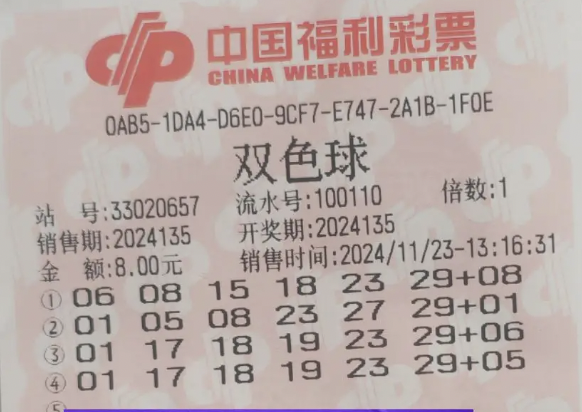 中国福利彩票
CHINA WELFARE LOTTERY
0AB5-1DA4-D6E0-9CF7-E747-2A1B-1F0E
双色球
站 号:33020657 流水号:100110 倍数:1
销售期:2024135 开奖期:2024135
金 额:8.00元 销售时间:2024/11/23-13:16:31
① 06 08 15 18 23 29+08
② 01 05 08 23 27 29+01
③ 01 17 18 19 23 29+06
④ 01 17 18 19 23 29+05
⑤